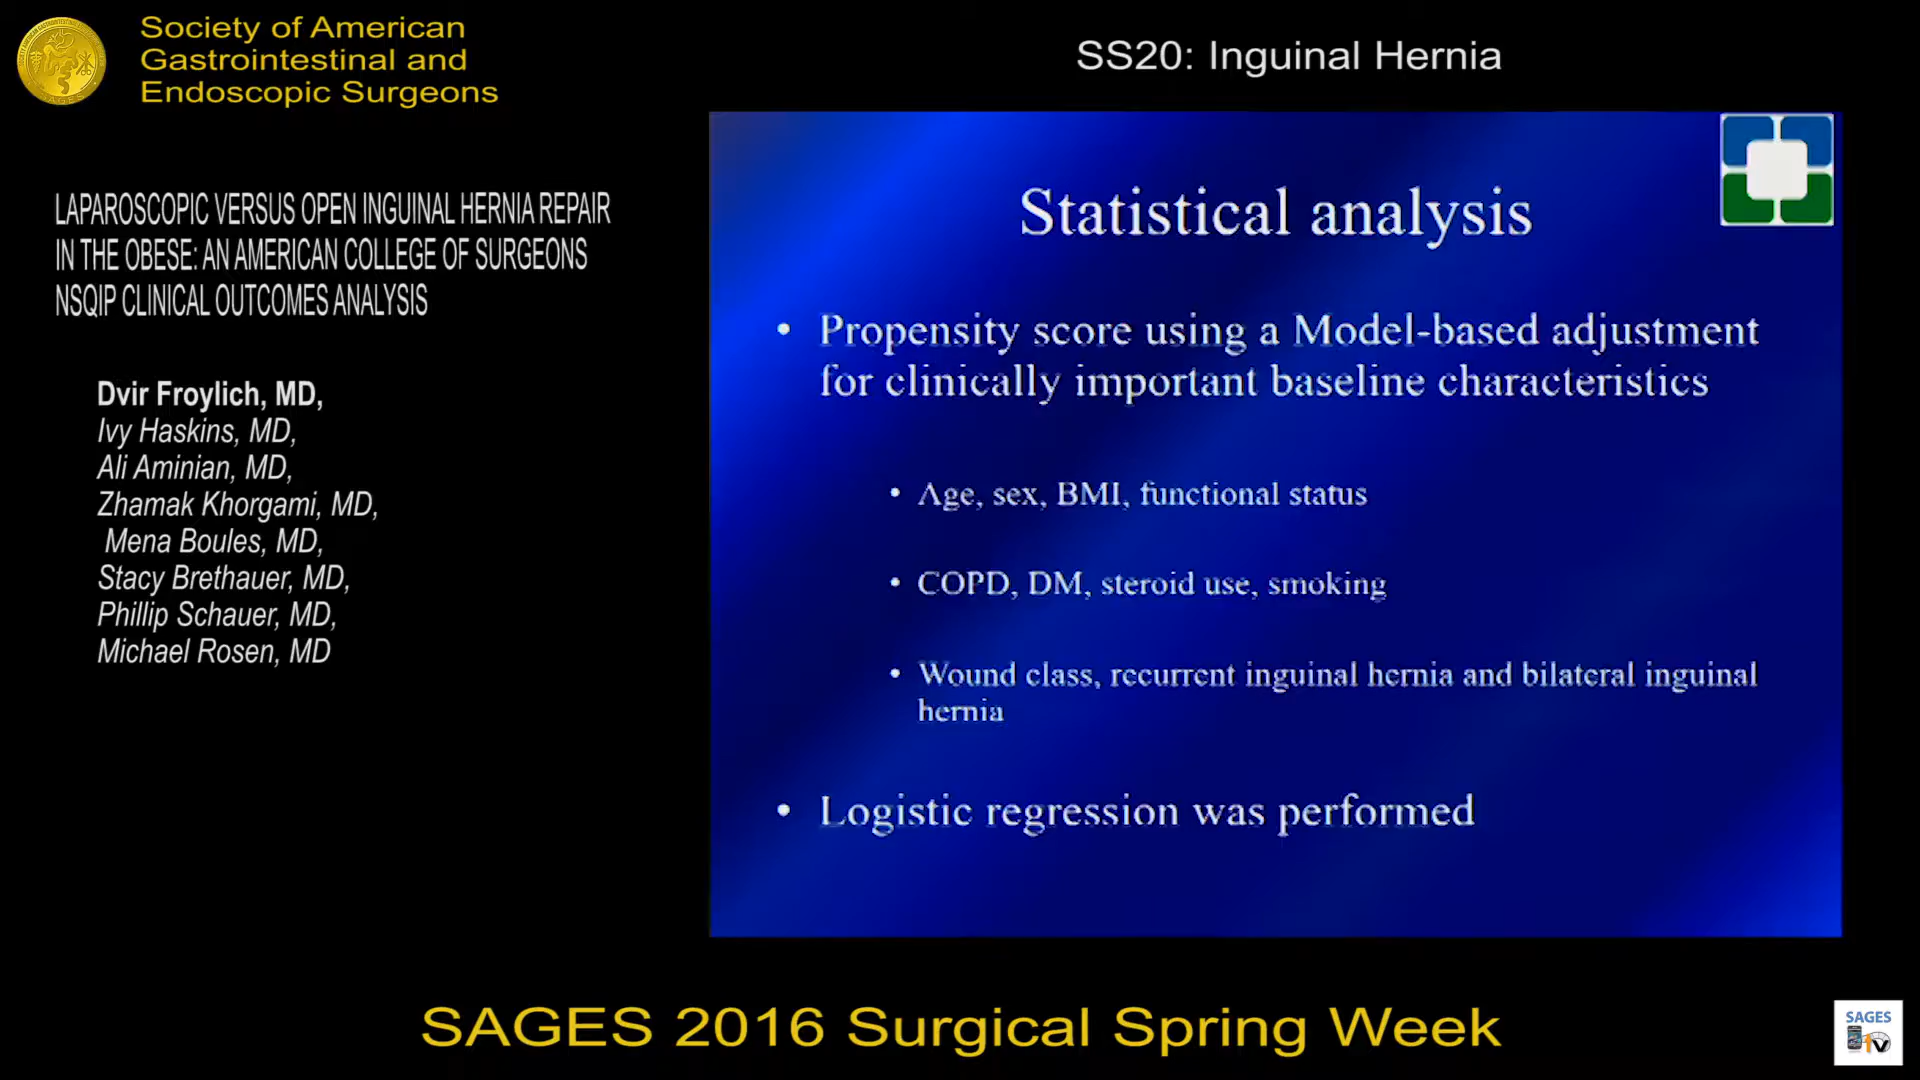 Society of American
Gastrointestinal and
Endoscopic Surgeons
SAGES
SS20: Inguinal Hernia
LAPAROSCOPIC VERSUS OPEN INGUINAL HERNIA REPAIR
IN THE OBESE: AN AMERICAN COLLEGE OF SURGEONS
NSQIP CLINICAL OUTCOMES ANALYSIS
Dvir Froylich, MD,
Ivy Haskins, MD,
Ali Aminian, MD,
Zhamak Khorgami, MD,
Mena Boules, MD,
Stacy Brethauer, MD,
Phillip Schauer, MD,
Michael Rosen, MD
Statistical analysis
• Propensity score using a Model-based adjustment
for clinically important baseline characteristics
• Age, sex, BMI, functional status
• COPD, DM, steroid use, smoking
• Wound class, recurrent inguinal hernia and bilateral inguinal
hernia
• Logistic regression was performed
SAGES 2016 Surgical Spring Week
SAGES
TV